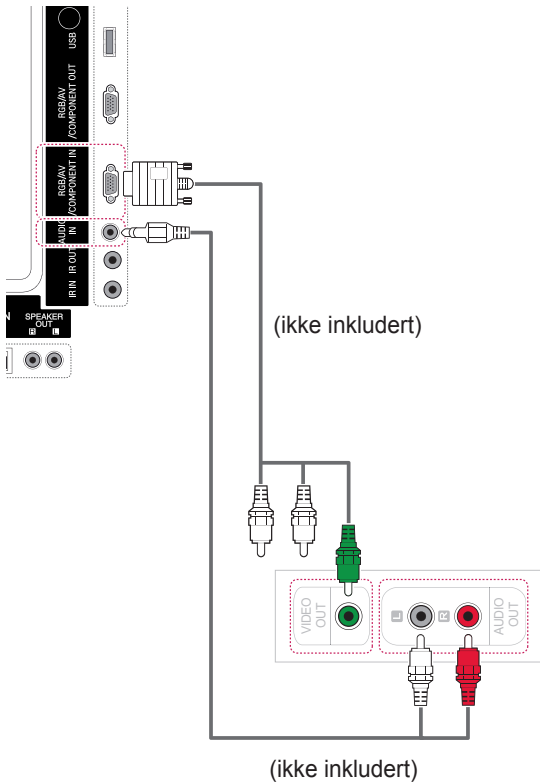 USB
RGB/AV
/COMPONENT OUT
RGB/AV
/COMPONENT IN
AUDIO
IN
IR OUT
IR IN
N
SPEAKER
OUT
R L
(ikke inkludert)
VIDEO
OUT
L
R
AUDIO
OUT
(ikke inkludert)